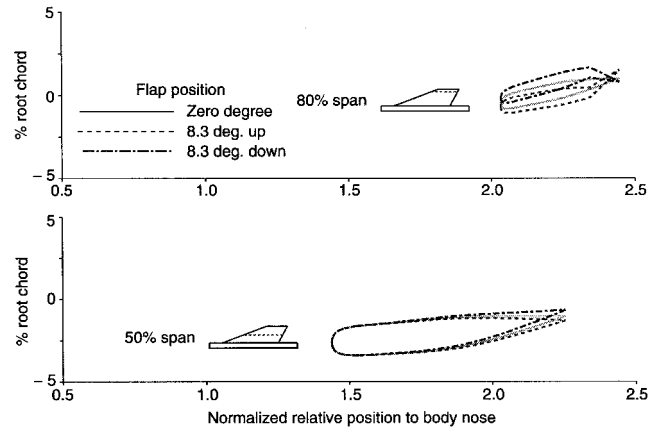 5
0
−5
% root chord
Flap position
Zero degree
8.3 deg. up
8.3 deg. down
80% span
0.5
1.0
1.5
2.0
2.5
5
0
−5
% root chord
50% span
0.5
1.0
1.5
2.0
2.5
Normalized relative position to body nose